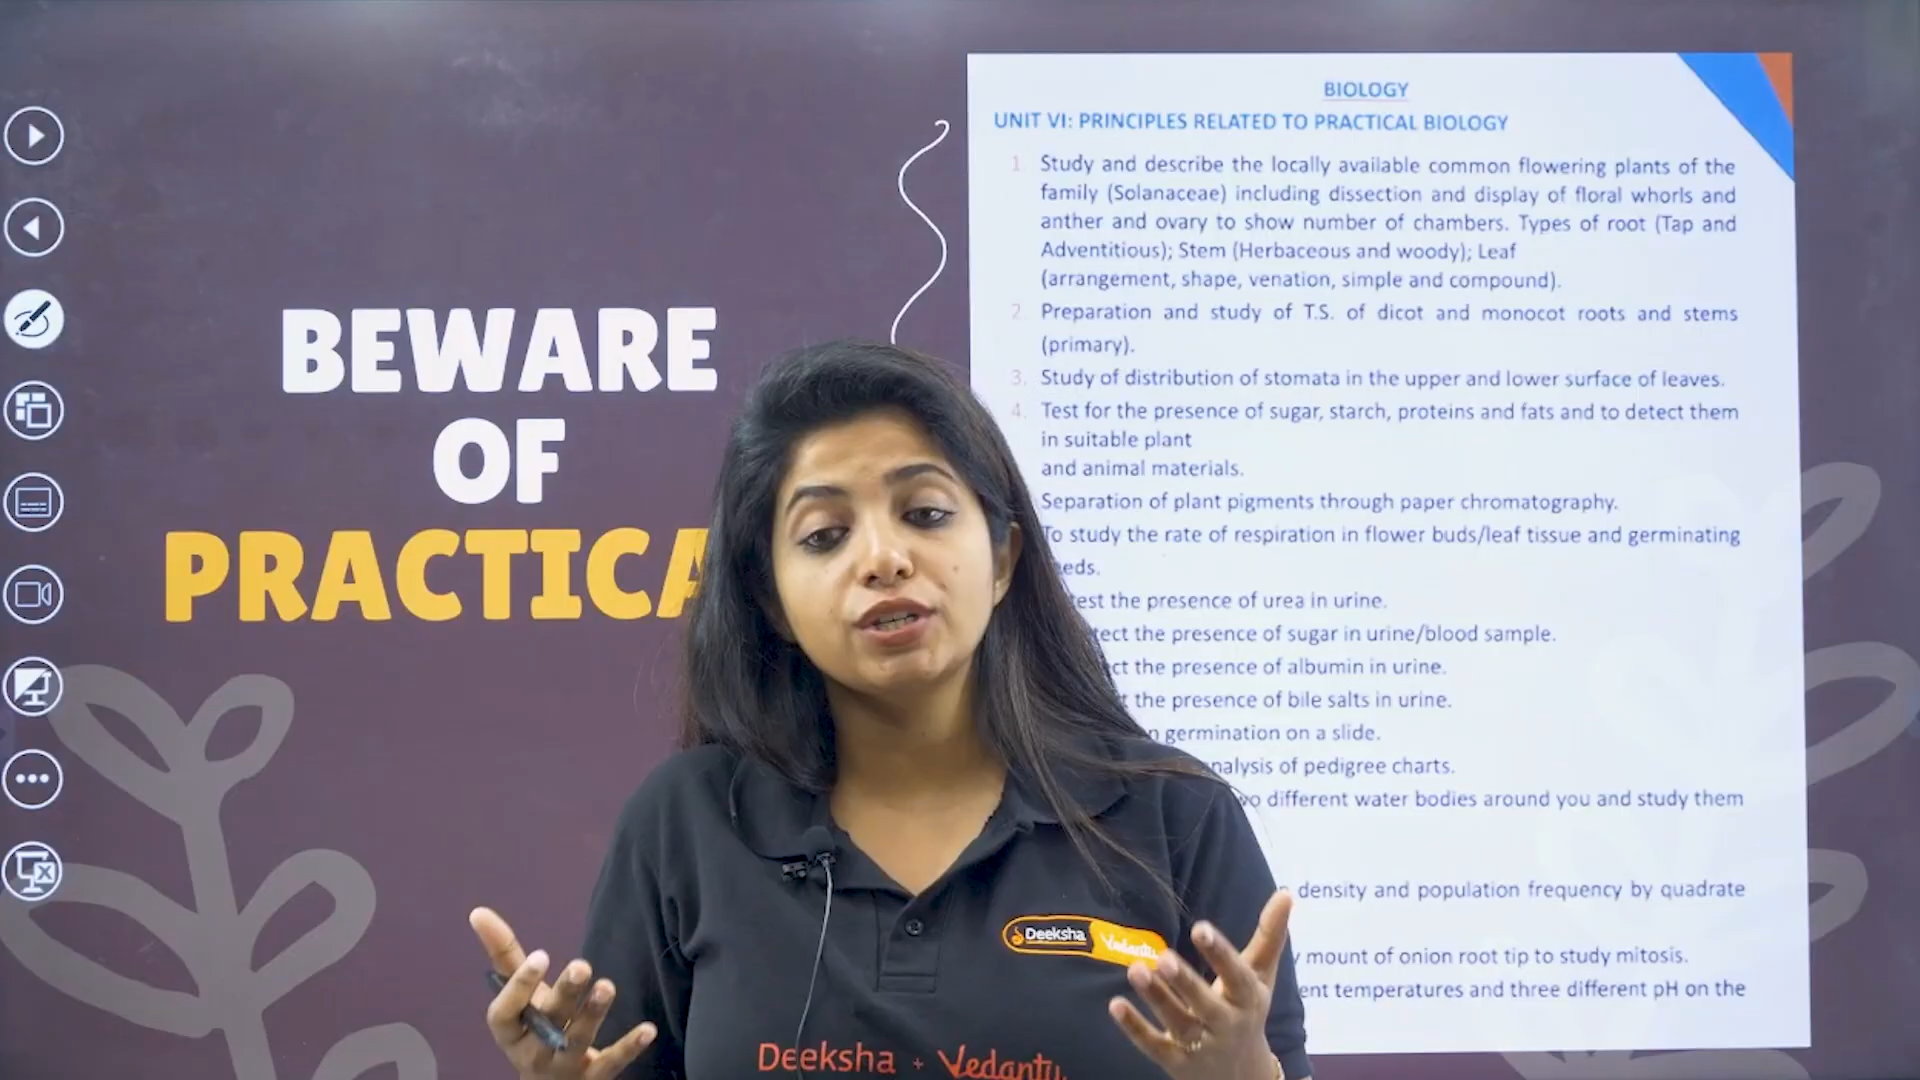 BEWARE
OF
BIOLOGY
UNIT VI: PRINCIPLES RELATED TO PRACTICAL BIOLOGY
1. Study and describe the locally available common flowering plants of the
family (Solanaceae) including dissection and display of floral whorls and
anther and ovary to show number of chambers. Types of root (Tap and
Adventitious); Stem (Herbaceous and woody); Leaf
(arrangement, shape, venation, simple and compound).
2. Preparation and study of T.S. of dicot and monocot roots and stems
(primary).
3. Study of distribution of stomata in the upper and lower surface of leaves.
4. Test for the presence of sugar, starch, proteins and fats and to detect them
in suitable plant
and animal materials.
Separation of plant pigments through paper chromatography.
To study the rate of respiration in flower buds/leaf tissue and germinating
the presence of urea in urine.
the presence of sugar in urine/blood sample.
the presence of albumin in urine.
the presence of bile salts in urine.
germination on a slide.
of pedigree charts.
different water bodies around you and study them
density and population frequency by quadrate
mount of onion root tip to study mitosis.
temperatures and three different pH on the
Deeksha Vedantu
Deeksha + Vedantu